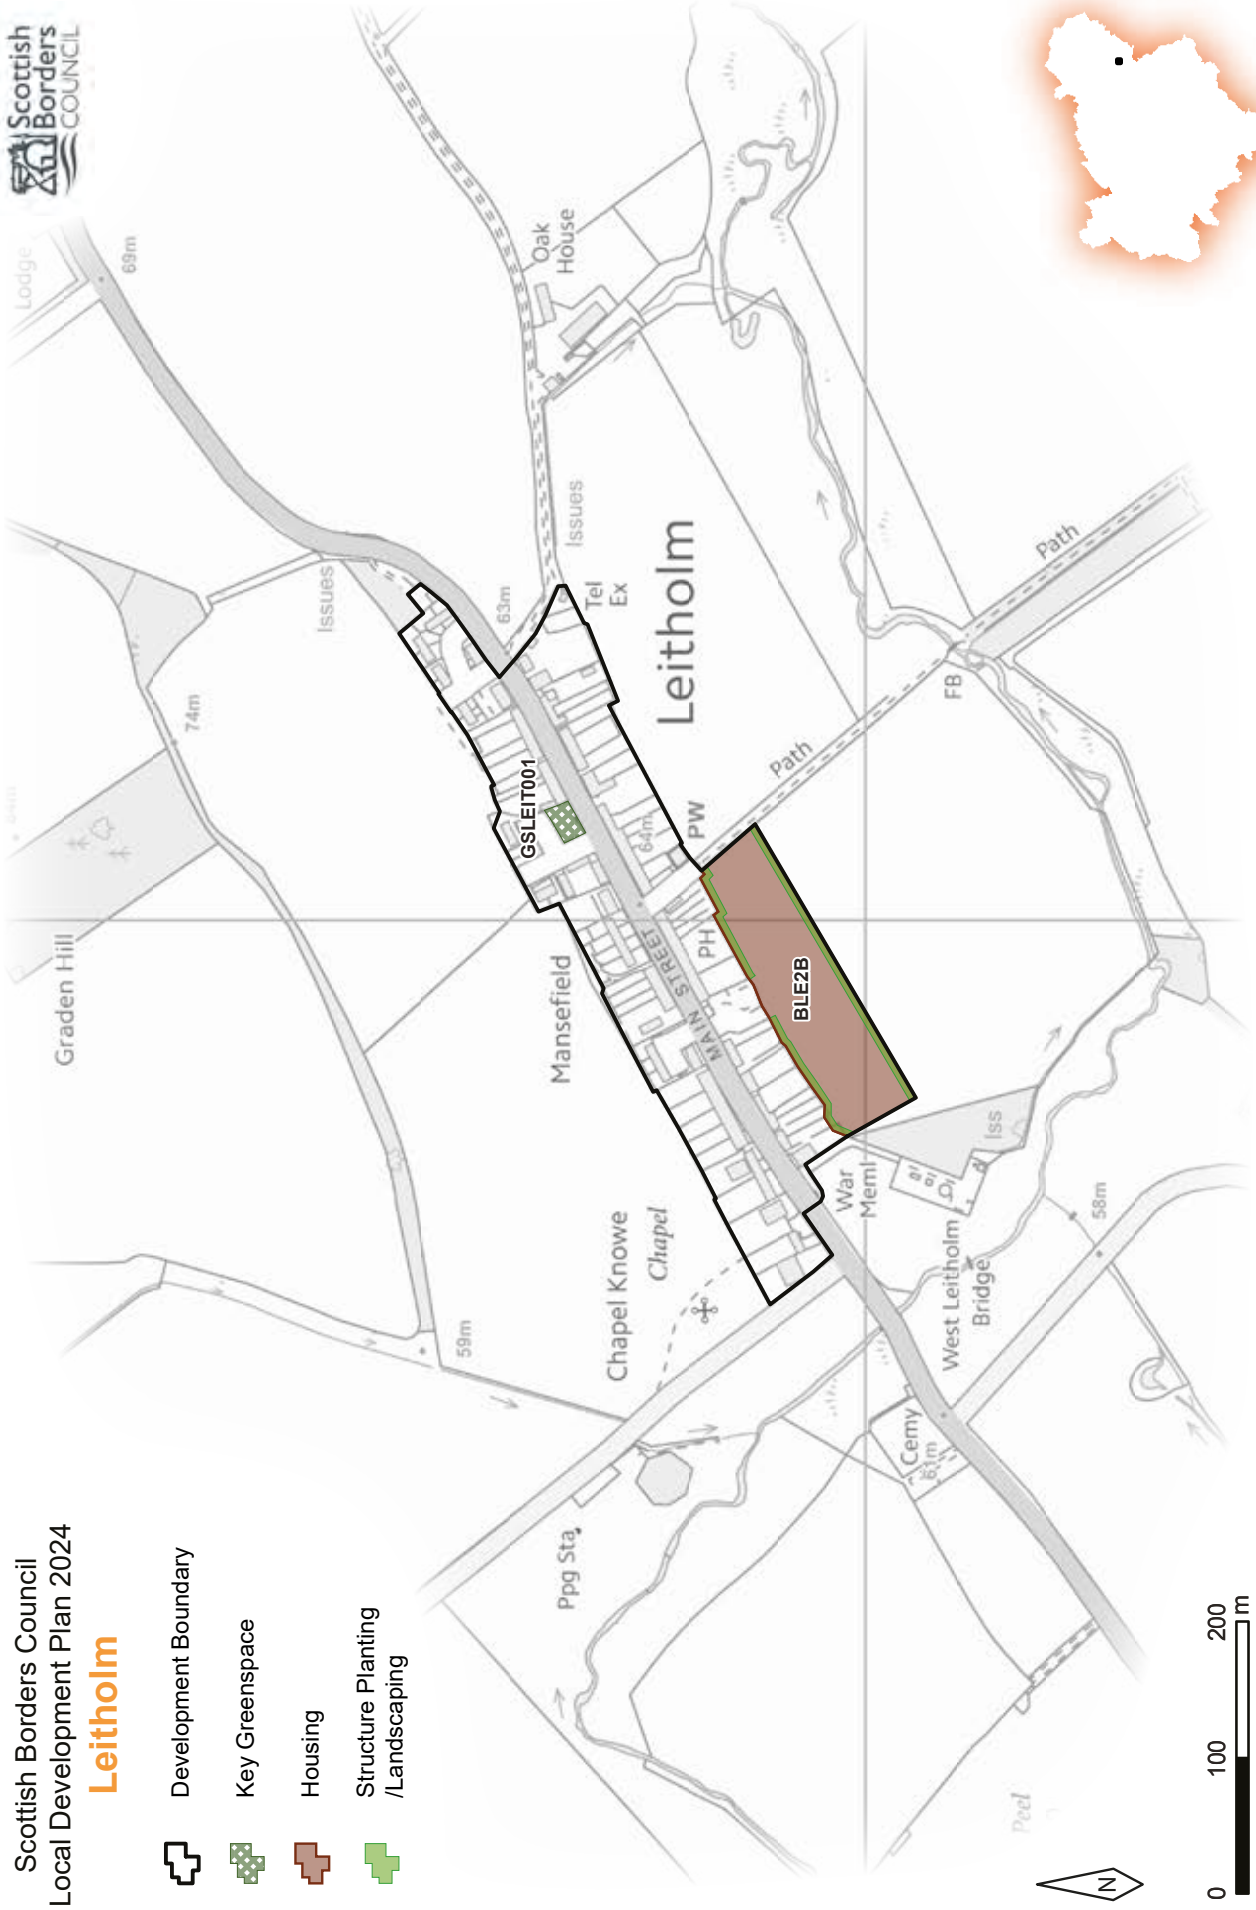 Scottish Borders Council
Local Development Plan 2024
Leitholm
Development Boundary
Key Greenspace
Housing
Structure Planting
/Landscaping
Scottish
Borders
COUNCIL
Graden Hill
74m
Issues
Lodge
69m
59m
63m
Issues
Oak
House
Tel
Ex
Leitholm
GSLEIT001
Mansefield
64m
PW
MAIN STREET
PH
Path
Path
FB
BLE2B
Chapel Knowe
Chapel
Ppg Sta
War
Meml
Iss
West Leitholm
Bridge
58m
Cemy
61m
Peel
N
0
100
200
m